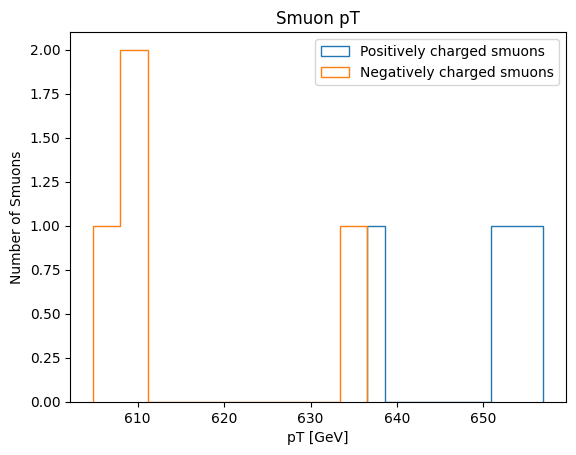 Smuon pT
Positively charged smuons
Negatively charged smuons
Number of Smuons
2.00
1.75
1.50
1.25
1.00
0.75
0.50
0.25
0.00
610 620 630 640 650
pT [GeV]